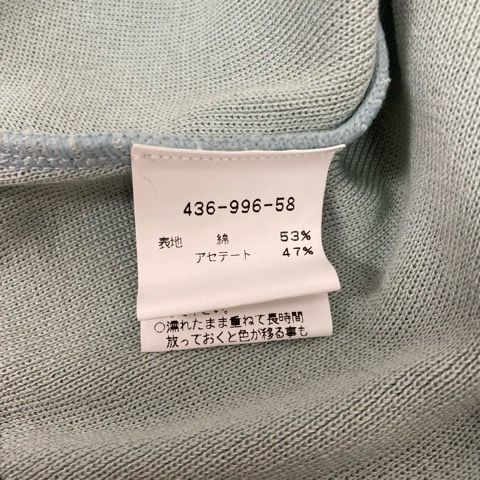 436-996-58
表地 綿 53%
アセテート 47%
○濡れたまま重ねて長時間
放っておくと色が移る事も